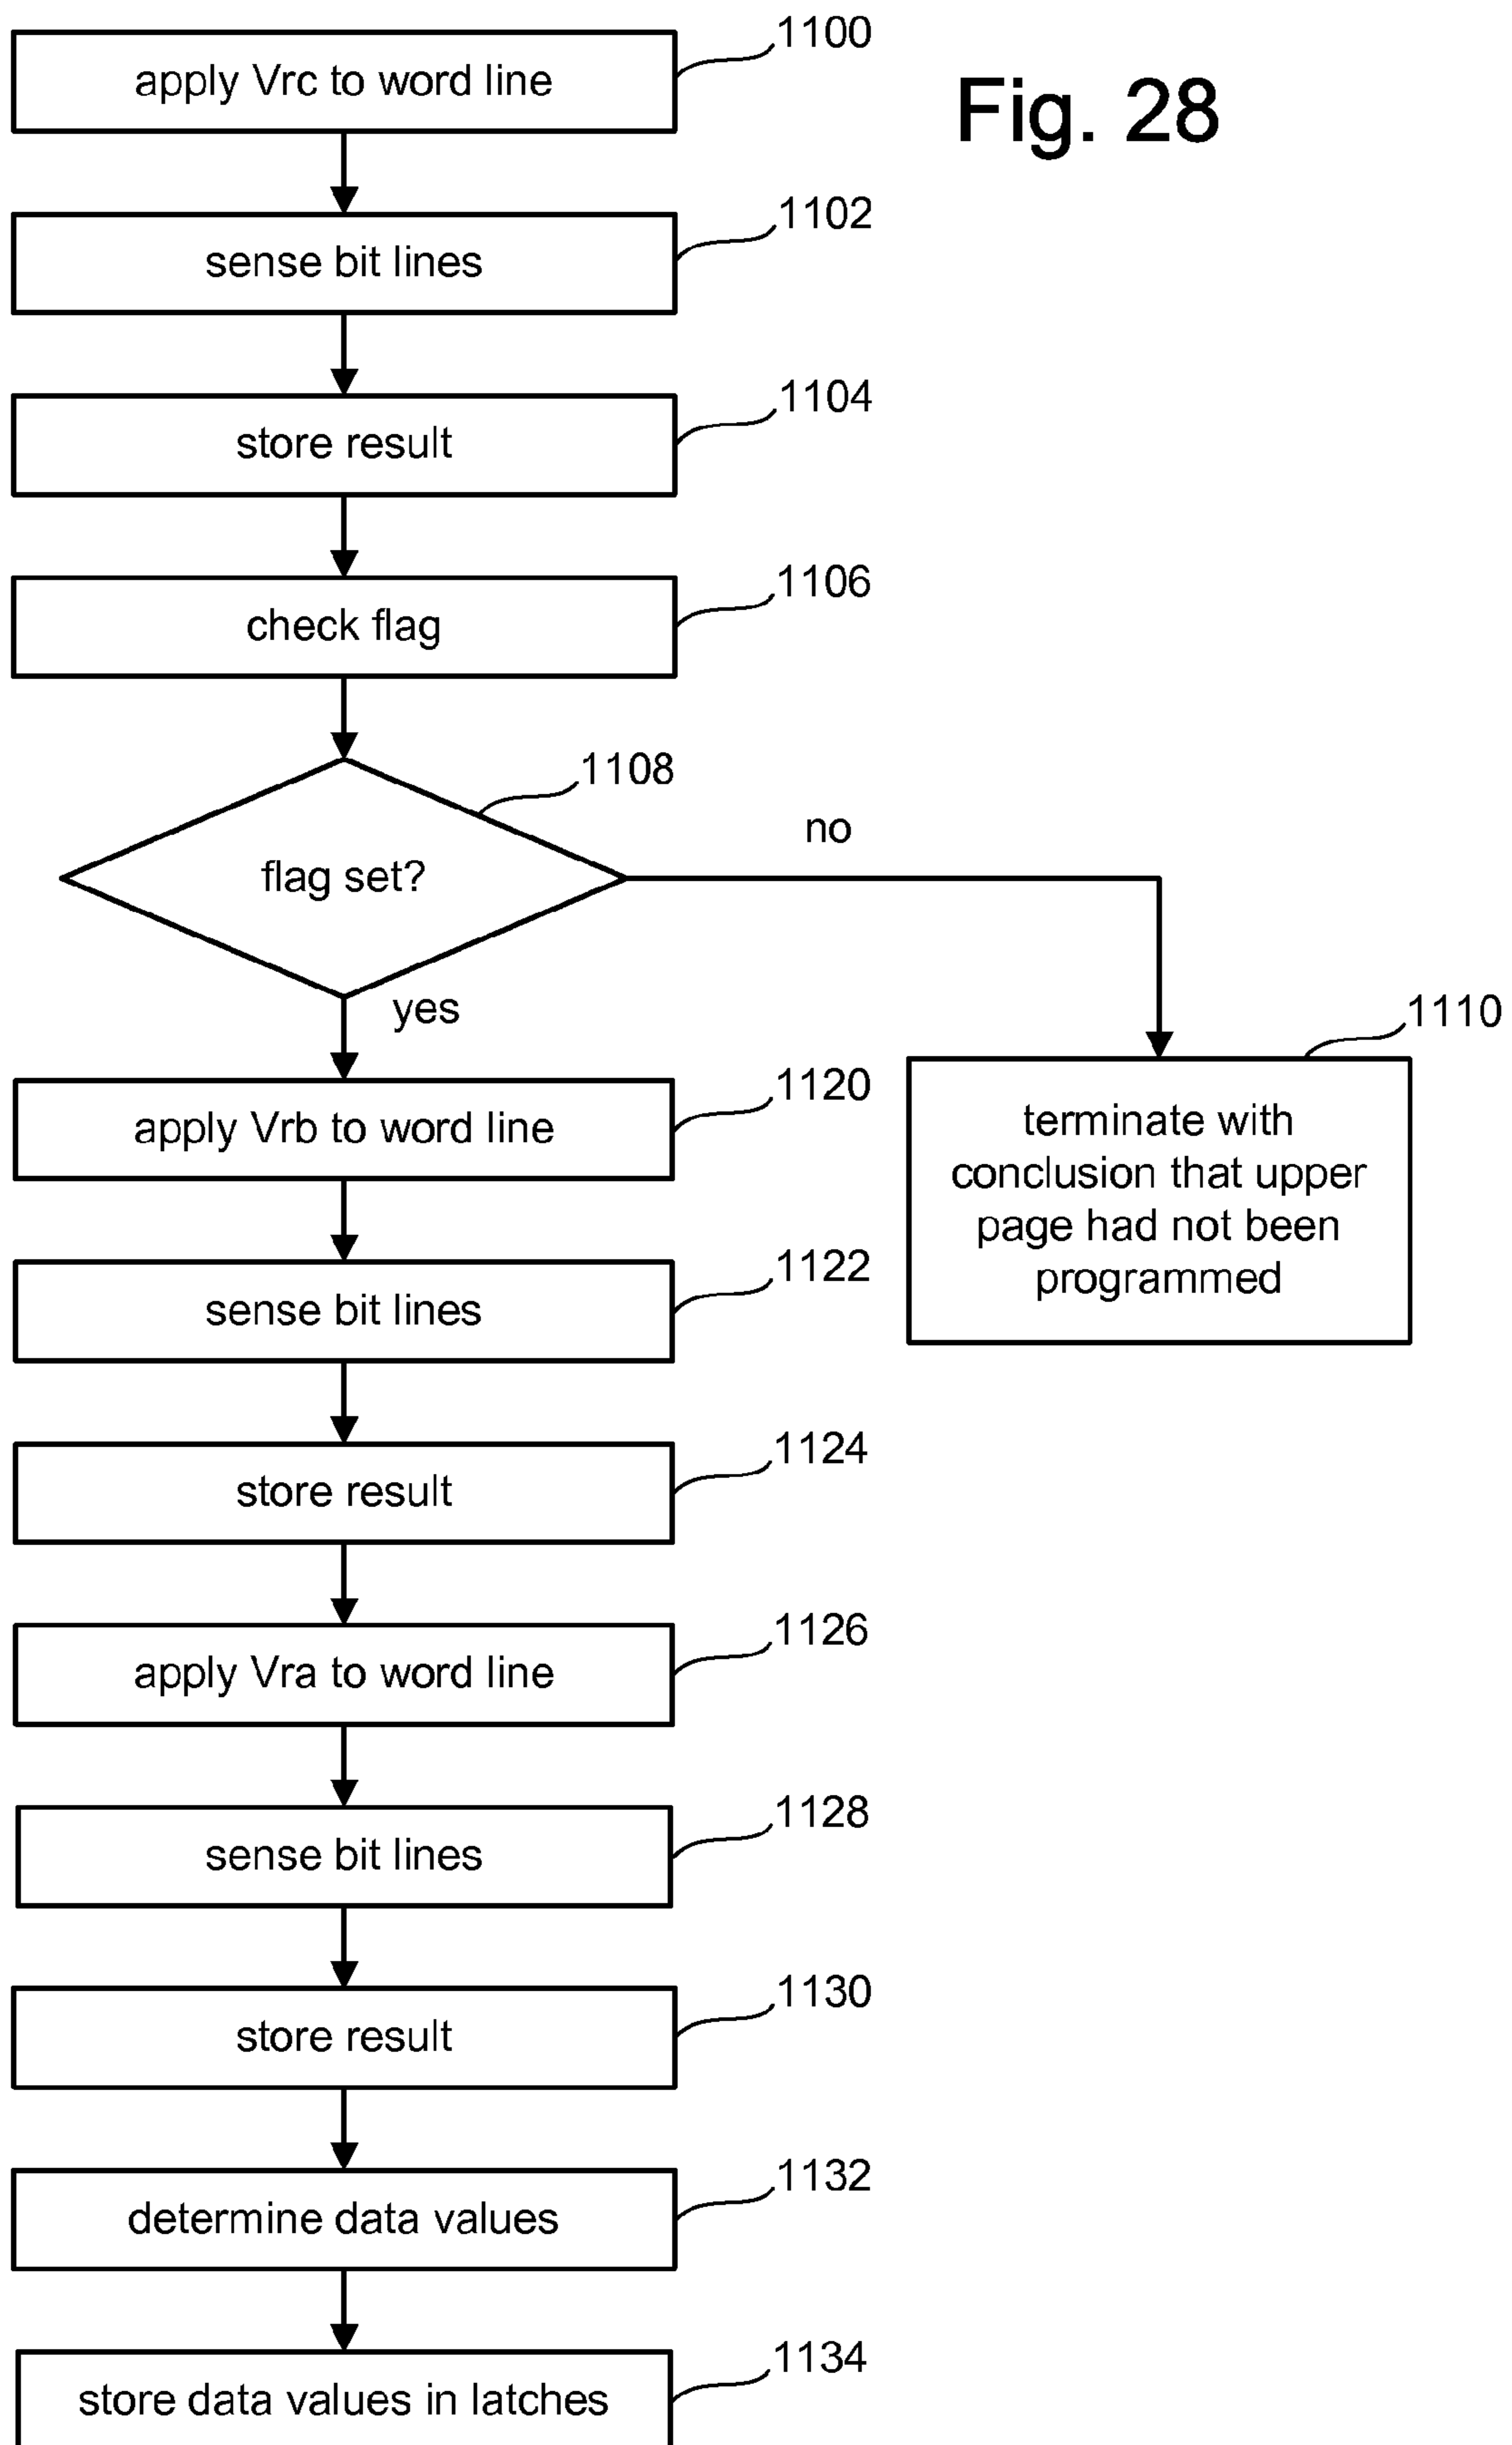 1100
apply Vrc to word line
Fig. 28
1102
sense bit lines
1104
store result
1106
check flag
1108
no
flag set?
yes
1110
1120
apply Vrb to word line
terminate with
conclusion that upper
page had not been
programmed
1122
sense bit lines
1124
store result
1126
apply Vra to word line
1128
sense bit lines
1130
store result
1132
determine data values
1134
store data values in latches